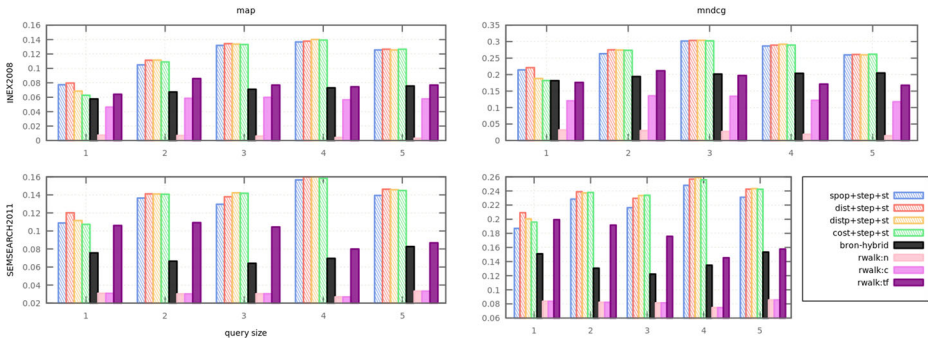 map
mndcg
INEX2008
0.16
0.14
0.12
0.1
0.08
0.06
0.04
0.02
0
1 2 3 4 5
0.35
0.3
0.25
0.2
0.15
0.1
0.05
0
1 2 3 4 5
SEMSEARCH2011
0.16
0.14
0.12
0.1
0.08
0.06
0.04
0.02
1 2 3 4 5
query size
0.26
0.24
0.22
0.2
0.18
0.16
0.14
0.12
0.1
0.08
0.06
1 2 3 4 5
spop+step+st
dist+step+st
distp+step+st
cost+step+st
bron-hybrid
rwalk:n
rwalk:c
rwalk:tf